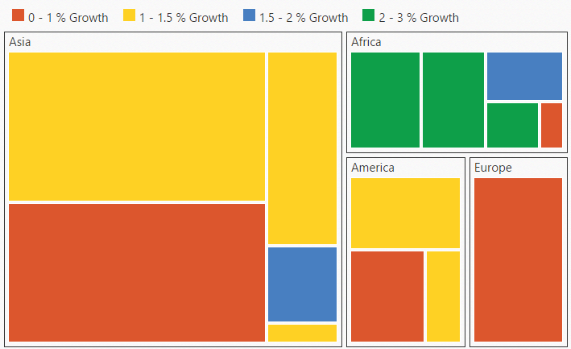 0 - 1 % Growth 1 - 1.5 % Growth 1.5 - 2 % Growth 2 - 3 % Growth
Asia
Africa
America
Europe